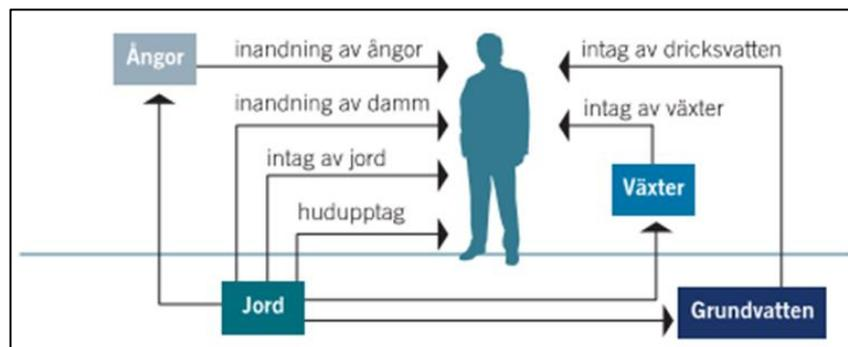 Ångor
inandning av ångor
inandning av damm
intag av jord
hudupptag
intag av dricksvatten
intag av växter
Växter
Jord
Grundvatten